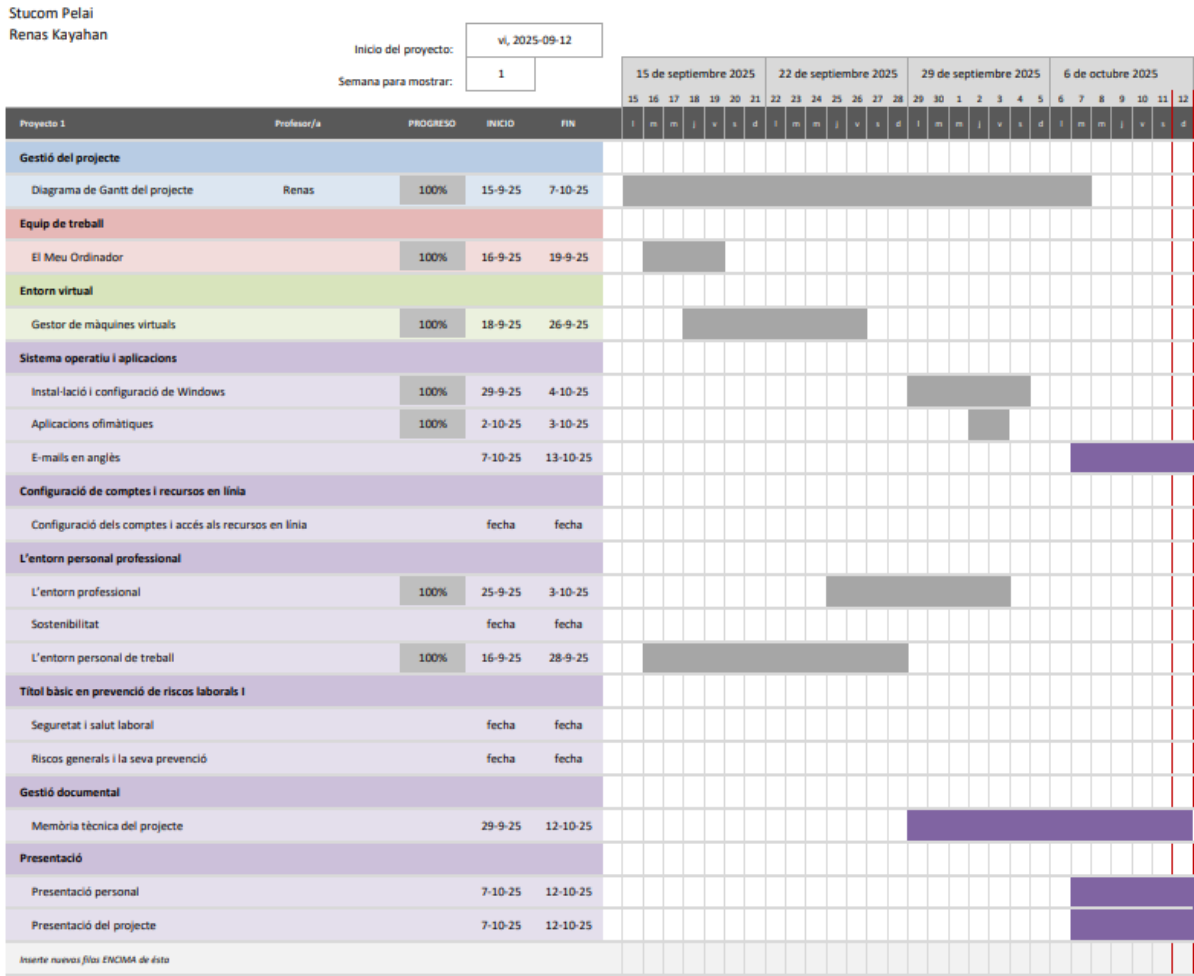 Stucom Pelai
Renas Kayahan
Inicio del proyecto: vi, 2025-09-12
Semana para mostrar: 1
15 de septiembre 2025 22 de septiembre 2025 29 de septiembre 2025 6 de octubre 2025
15 16 17 18 19 20 21 22 23 24 25 26 27 28 29 30 1 2 3 4 5 6 7 8 9 10 11 12
Proyecto 1 Profesor/a PROGRESO INICIO FIN l m m j v s d l m m j v s d l m m j v s d l m m j v s d
Gestió del projecte
Diagrama de Gantt del projecte Renas 100% 15-9-25 7-10-25
Equip de treball
El Meu Ordinador 100% 16-9-25 19-9-25
Entorn virtual
Gestor de màquines virtuals 100% 18-9-25 26-9-25
Sistema operatiu i aplicacions
Instal·lació i configuració de Windows 100% 29-9-25 4-10-25
Aplicacions ofimàtiques 100% 2-10-25 3-10-25
E-mails en anglès 7-10-25 13-10-25
Configuració de comptes i recursos en línia
Configuració dels comptes i accés als recursos en línia fecha fecha
L'entorn personal professional
L'entorn professional 100% 25-9-25 3-10-25
Sostenibilitat fecha fecha
L'entorn personal de treball 100% 16-9-25 28-9-25
Títol bàsic en prevenció de riscos laborals I
Seguretat i salut laboral fecha fecha
Riscos generals i la seva prevenció fecha fecha
Gestió documental
Memòria tècnica del projecte 29-9-25 12-10-25
Presentació
Presentació personal 7-10-25 12-10-25
Presentació del projecte 7-10-25 12-10-25
Inserte nuevas filas ENCIMA de ésta